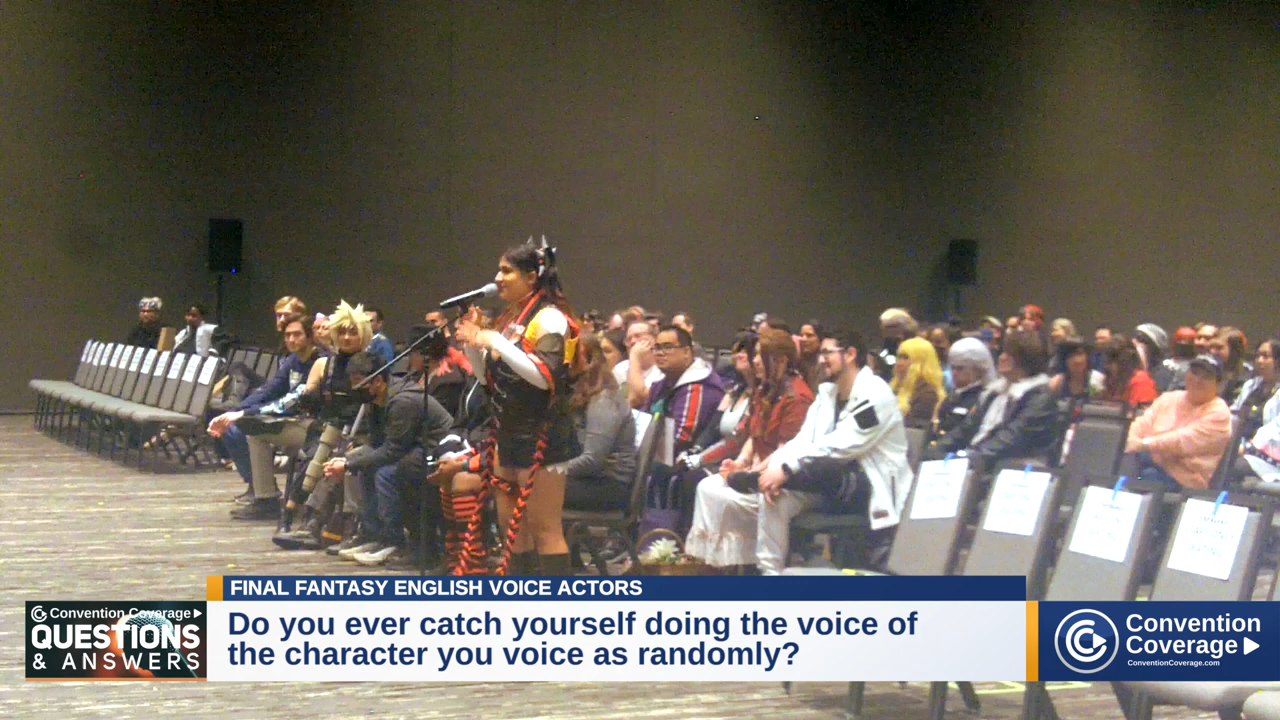 FINAL FANTASY ENGLISH VOICE ACTORS
Convention Coverage
QUESTIONS
& ANSWERS
Do you ever catch yourself doing the voice of
the character you voice as randomly?
Convention
Coverage
ConventionCoverage.com